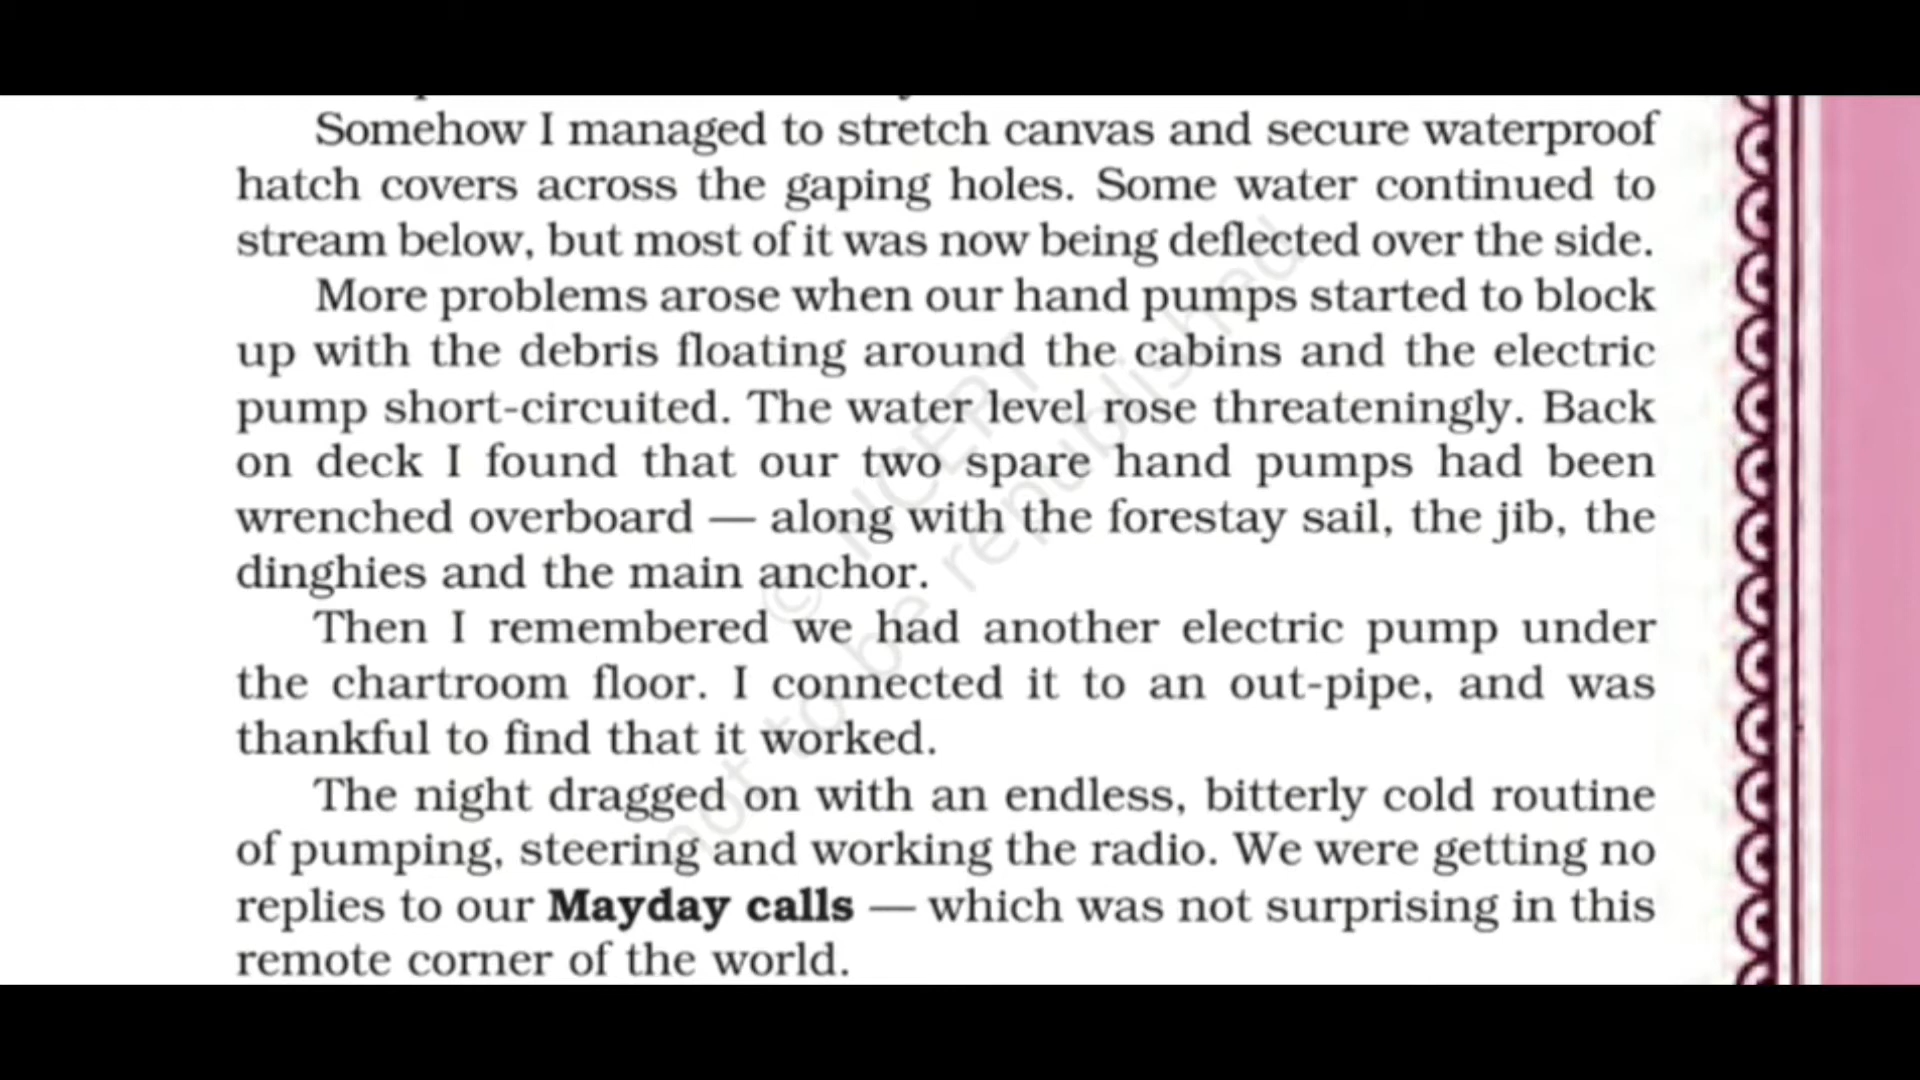 Somehow I managed to stretch canvas and secure waterproof
hatch covers across the gaping holes. Some water continued to
stream below, but most of it was now being deflected over the side.
More problems arose when our hand pumps started to block
up with the debris floating around the cabins and the electric
pump short-circuited. The water level rose threateningly. Back
on deck I found that our two spare hand pumps had been
wrenched overboard — along with the forestay sail, the jib, the
dinghies and the main anchor.
Then I remembered we had another electric pump under
the chartroom floor. I connected it to an out-pipe, and was
thankful to find that it worked.
The night dragged on with an endless, bitterly cold routine
of pumping, steering and working the radio. We were getting no
replies to our Mayday calls — which was not surprising in this
remote corner of the world.
© NCERT
not to be republished